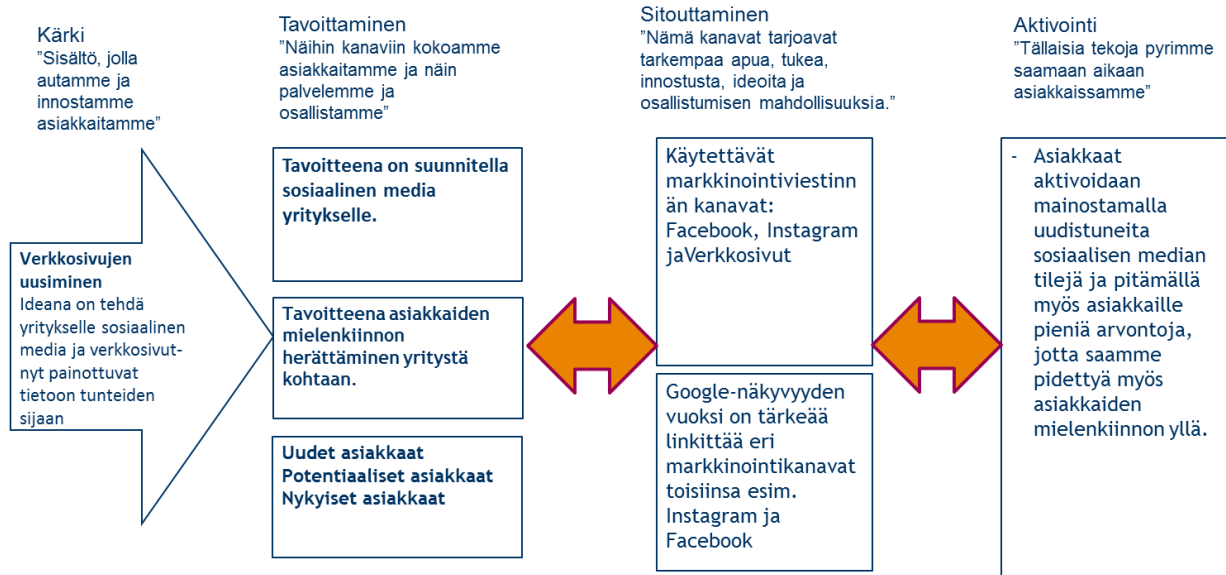 Kärki
”Sisältö, jolla
autamme ja
innostamme
asiakkaitamme”
Verkkosivujen
uusiminen
Ideana on tehdä
yritykselle sosiaalinen
media ja verkkosivut-
nyt painottuvat
tietoon tunteiden
sijaan
Tavoittaminen
”Näihin kanaviin kokoamme
asiakkaitamme ja näin
palvelemme ja
osallistamme”
Tavoitteena on suunnitella
sosiaalinen media
yritykselle.
Tavoitteena asiakkaiden
mielenkiinnon
herättäminen yritystä
kohtaan.
Uudet asiakkaat
Potentiaaliset asiakkaat
Nykyiset asiakkaat
Sitouttaminen
”Nämä kanavat tarjoavat
tarkempaa apua, tukea,
innostusta, ideoita ja
osallistumisen mahdollisuuksia.”
Käytettävät
markkinointiviestinn
än kanavat:
Facebook, Instagram
jaVerkkosivut
Google-näkyvyyden
vuoksi on tärkeää
linkittää eri
markkinointikanavat
toisiinsa esim.
Instagram ja
Facebook
Aktivointi
”Tällaisia tekoja pyrimme
saamaan aikaan
asiakkaissamme”
- Asiakkaat
aktivoidaan
mainostamalla
uudistuneita
sosiaalisen median
tilejä ja pitämällä
myös asiakkaille
pieniä arvontoja,
jotta saamme
pidettyä myös
asiakkaiden
mielenkiinnon yllä.